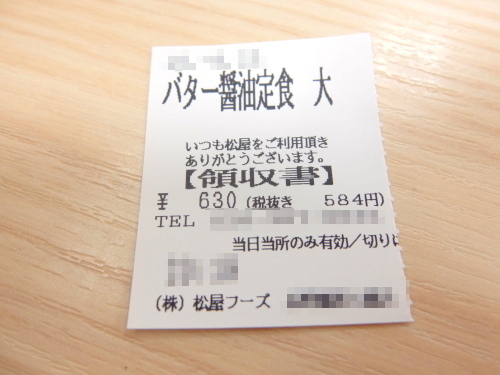 バター醤油定食 大
いつも松屋をご利用頂き
ありがとうございます。
【領収書】
¥ 630(税抜き 584円)
TEL
当日当所のみ有効/切り
(株) 松屋フーズ